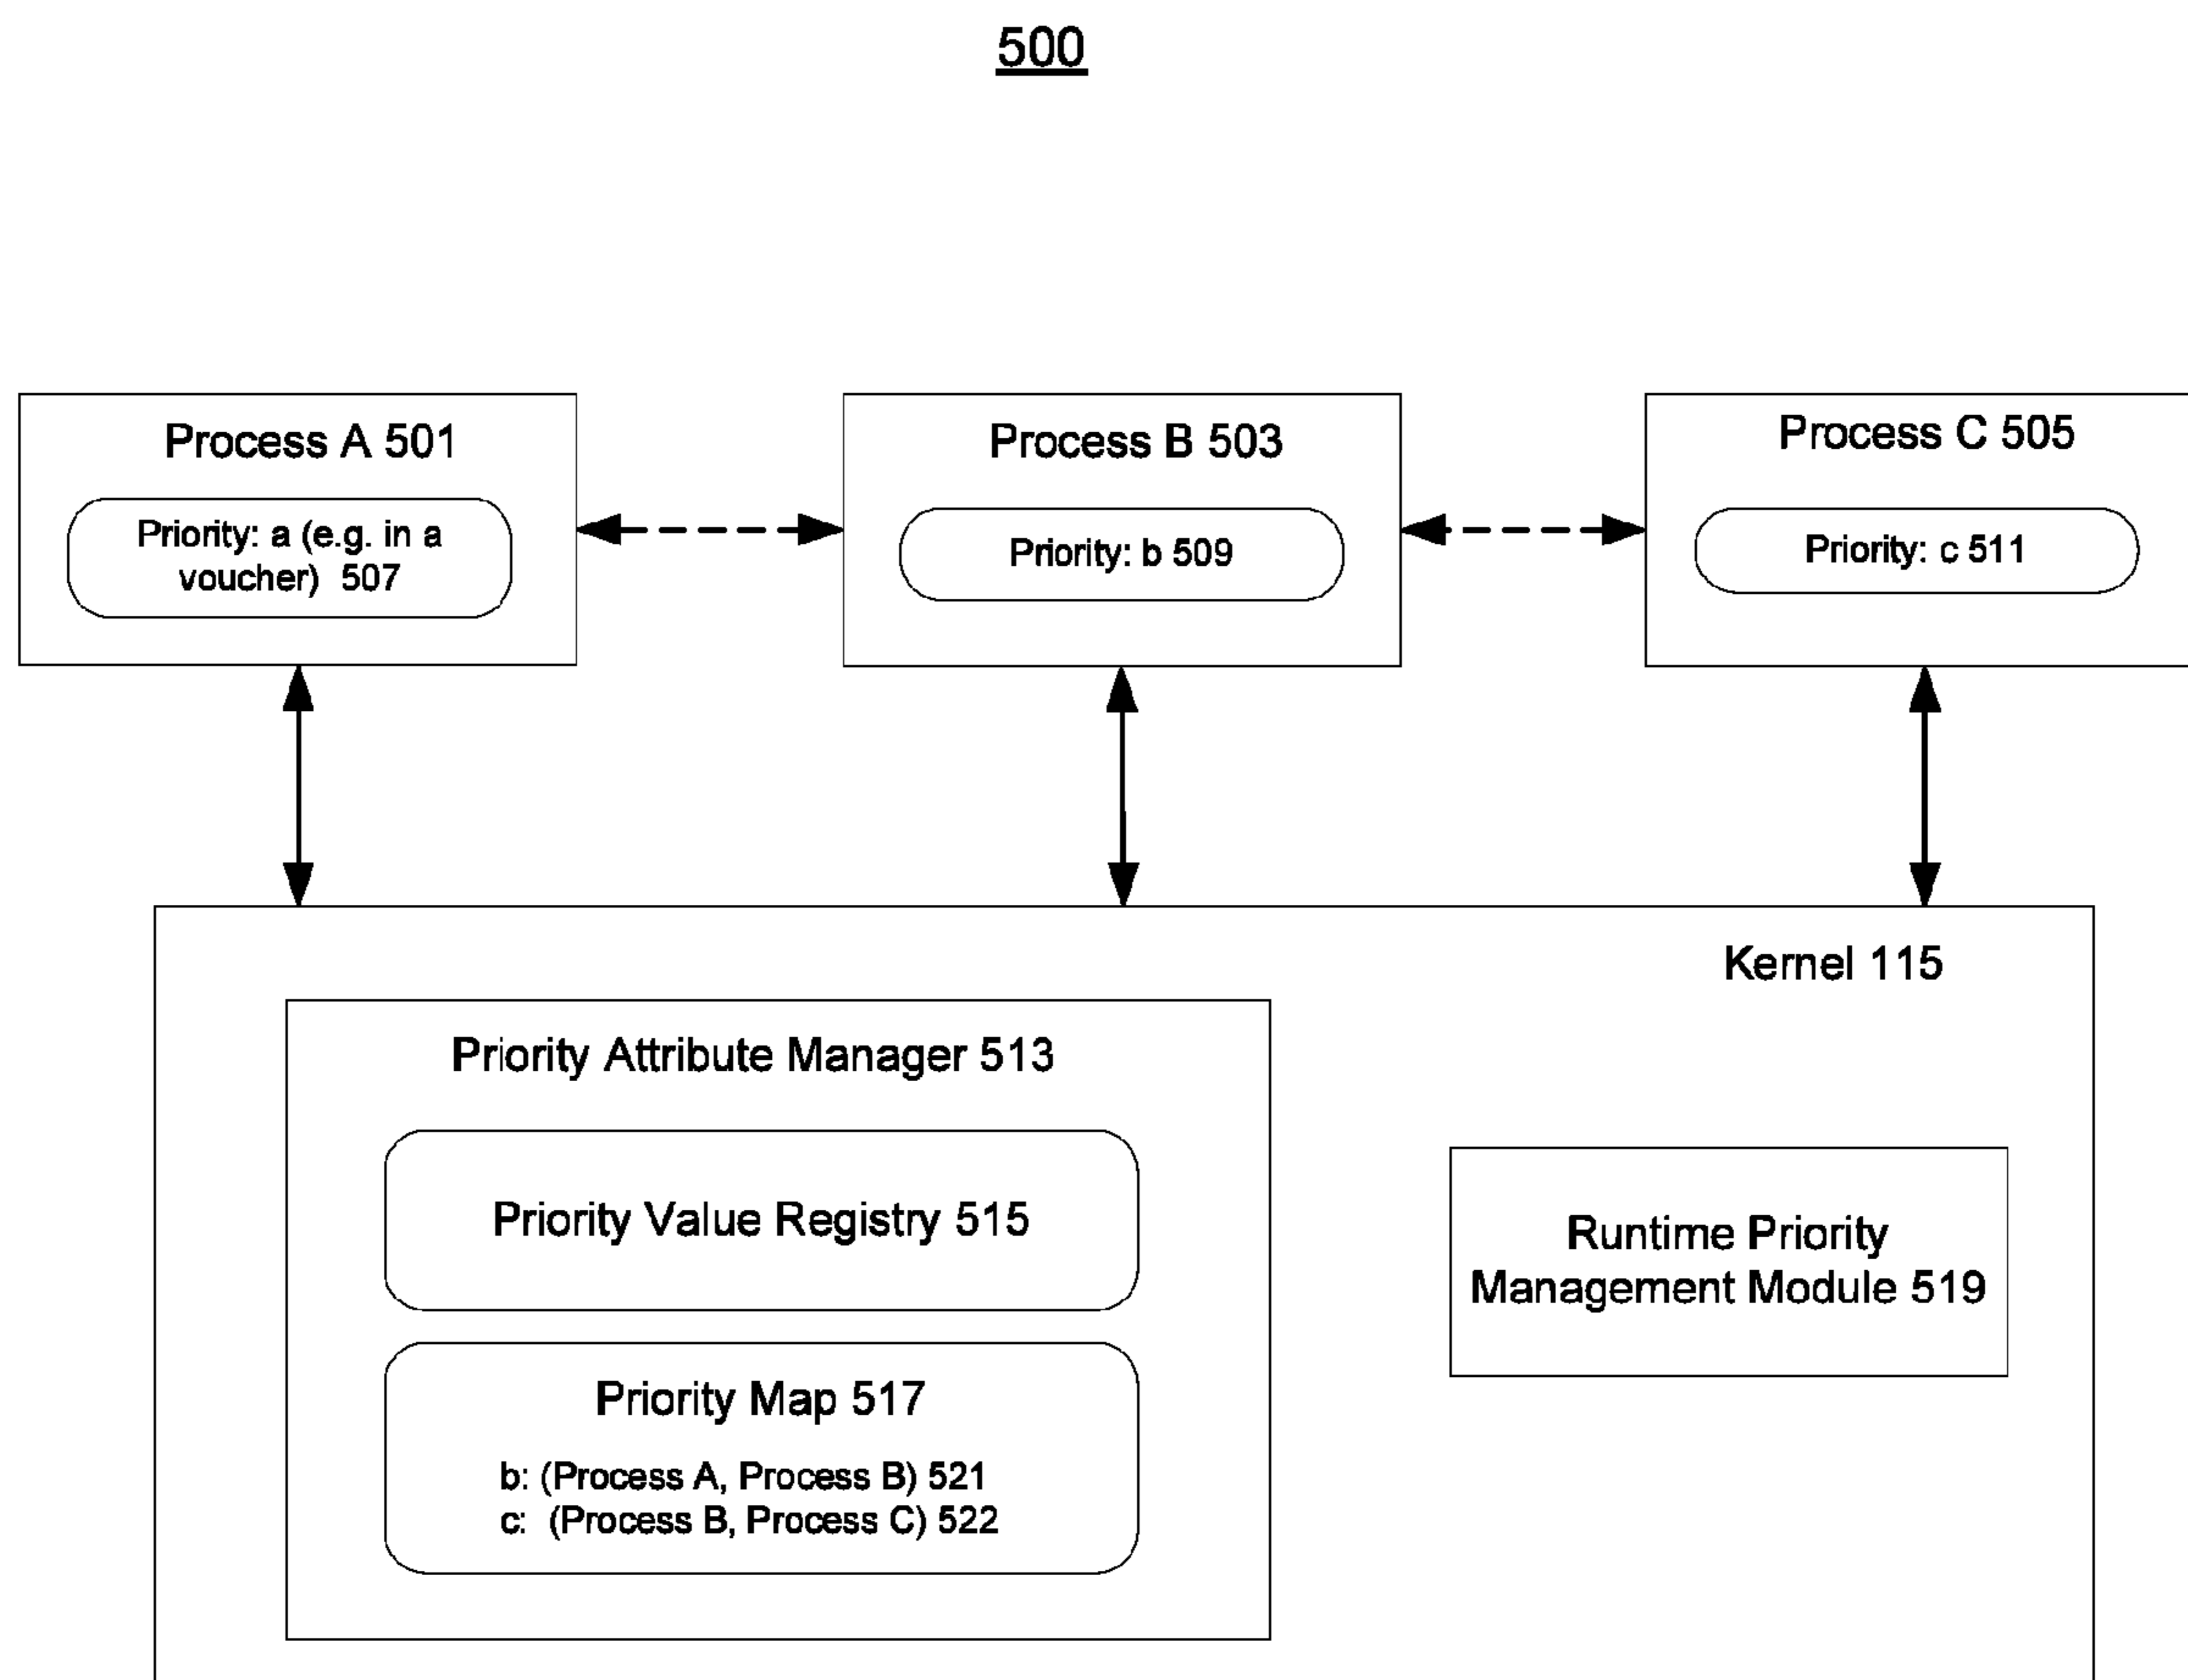 500
Process A 501
Priority: a (e.g. in a
voucher) 507
Process B 503
Priority: b 509
Process C 505
Priority: c 511
Kernel 115
Priority Attribute Manager 513
Priority Value Registry 515
Priority Map 517
b: (Process A, Process B) 521
c: (Process B, Process C) 522
Runtime Priority
Management Module 519